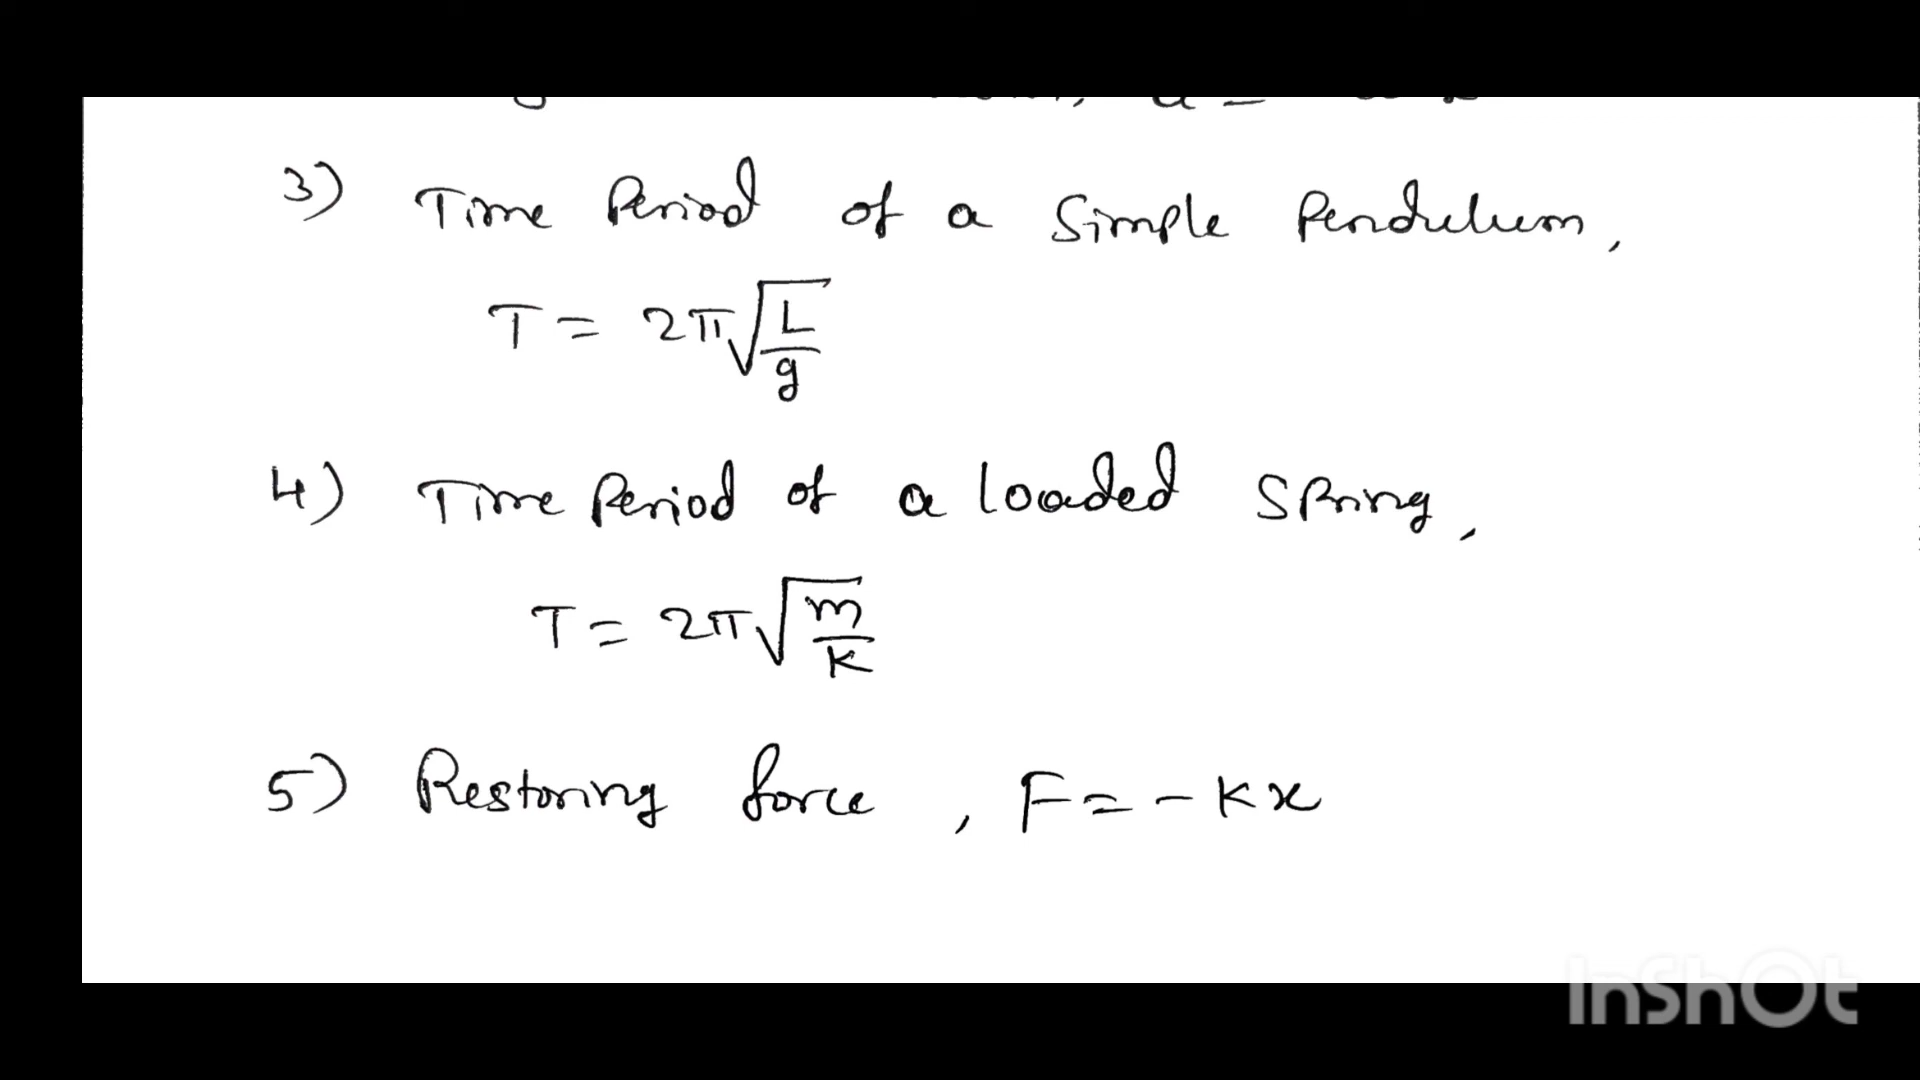 3) Time Period of a Simple Pendulum,
T = 2π√(L/g)
4) Time Period of a loaded Spring,
T = 2π√(m/k)
5) Restoring force, F = - kx
InShOt